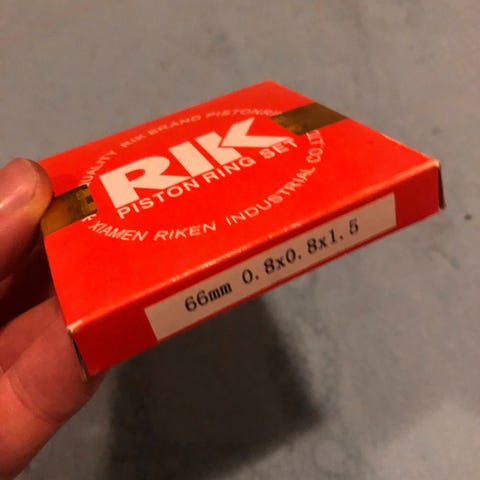 QUALITY RIK BRAND PISTON
RIK
PISTON RING SET
XIAMEN RIKEN INDUSTRIAL CO.,LTD
66mm 0.8x0.8x1.5